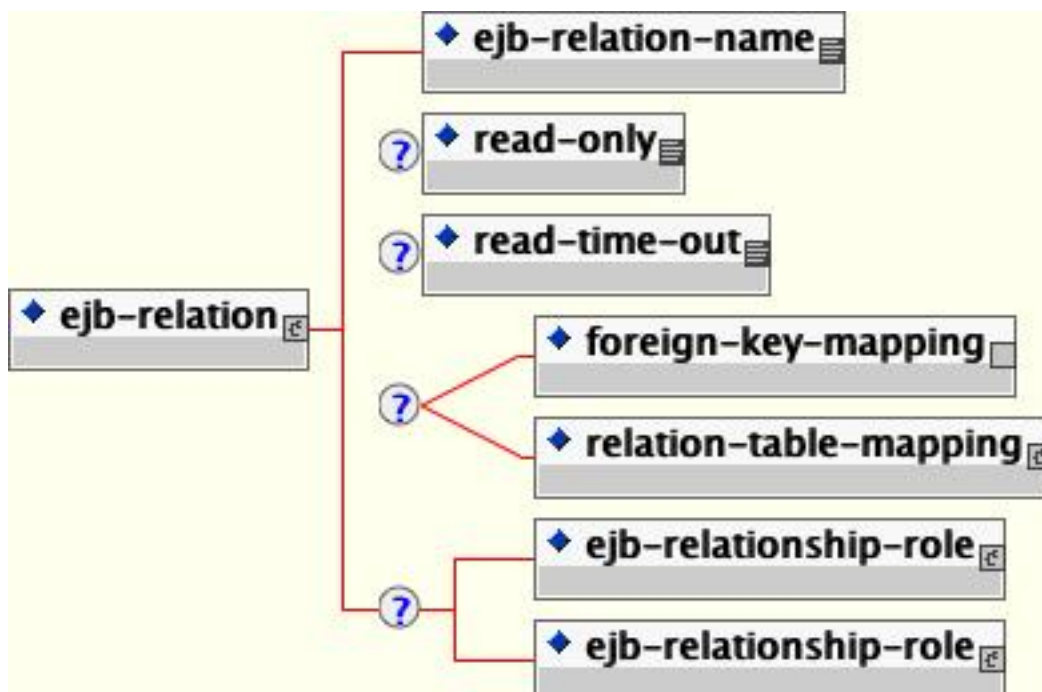 ejb-relation-name
? read-only
? read-time-out
ejb-relation
foreign-key-mapping
?
relation-table-mapping
ejb-relationship-role
?
ejb-relationship-role